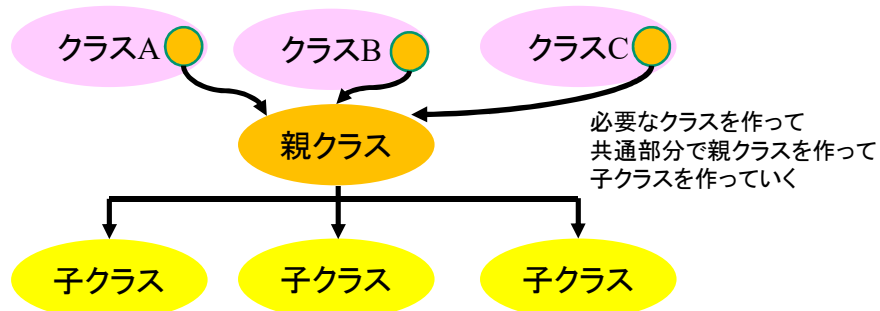 クラスA
クラスB
クラスC
親クラス
必要なクラスを作って
共通部分で親クラスを作って
子クラスを作っていく
子クラス
子クラス
子クラス